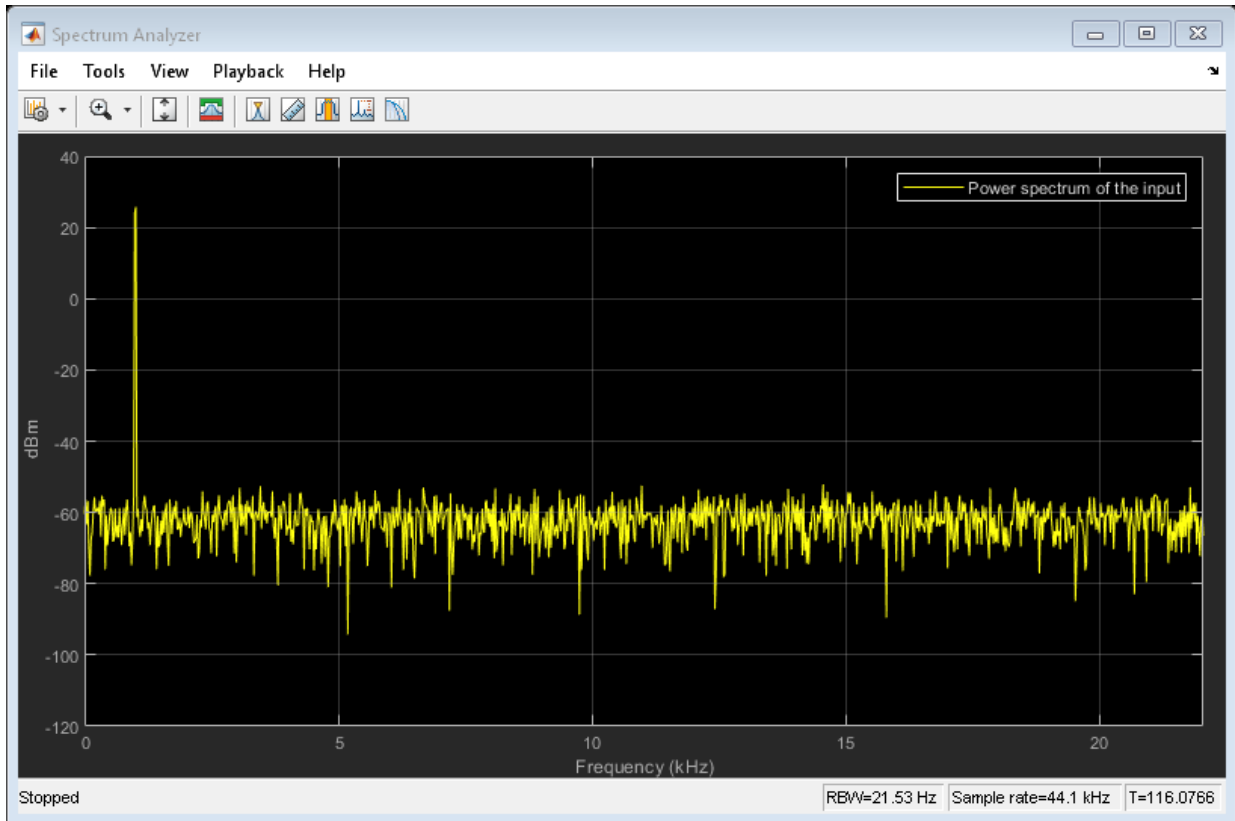 Spectrum Analyzer
File Tools View Playback Help
Power spectrum of the input
40
20
0
-20
-40
-60
-80
-100
-120
dBm
0 5 10 15 20
Frequency (kHz)
Stopped RBW=21.53 Hz Sample rate=44.1 kHz T=116.0766